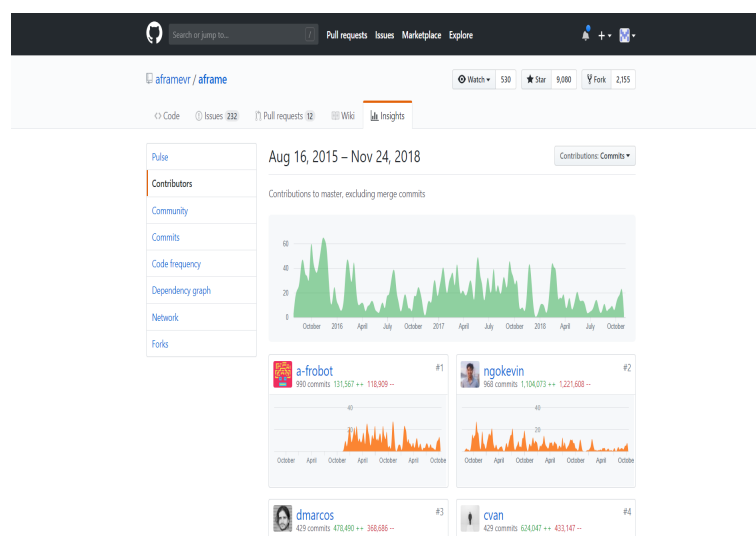 Search or jump to... / Pull requests Issues Marketplace Explore
aframevr / aframe Watch 530 Star 9,080 Fork 2,155
Code Issues 232 Pull requests 12 Wiki Insights
Pulse
Contributors
Community
Commits
Code frequency
Dependency graph
Network
Forks
Aug 16, 2015 – Nov 24, 2018 Contributions: Commits
Contributions to master, excluding merge commits
60
40
20
0
October 2016 April July October 2017 April July October 2018 April July October
a-frobot #1
990 commits 131,567 ++ 118,909 --
40
20
October April October April October April Octobe
ngokevin #2
968 commits 1,104,073 ++ 1,221,608 --
40
20
October April October April October April Octobe
dmarcos #3
429 commits 478,490 ++ 368,686 --
cvan #4
429 commits 624,047 ++ 433,147 --